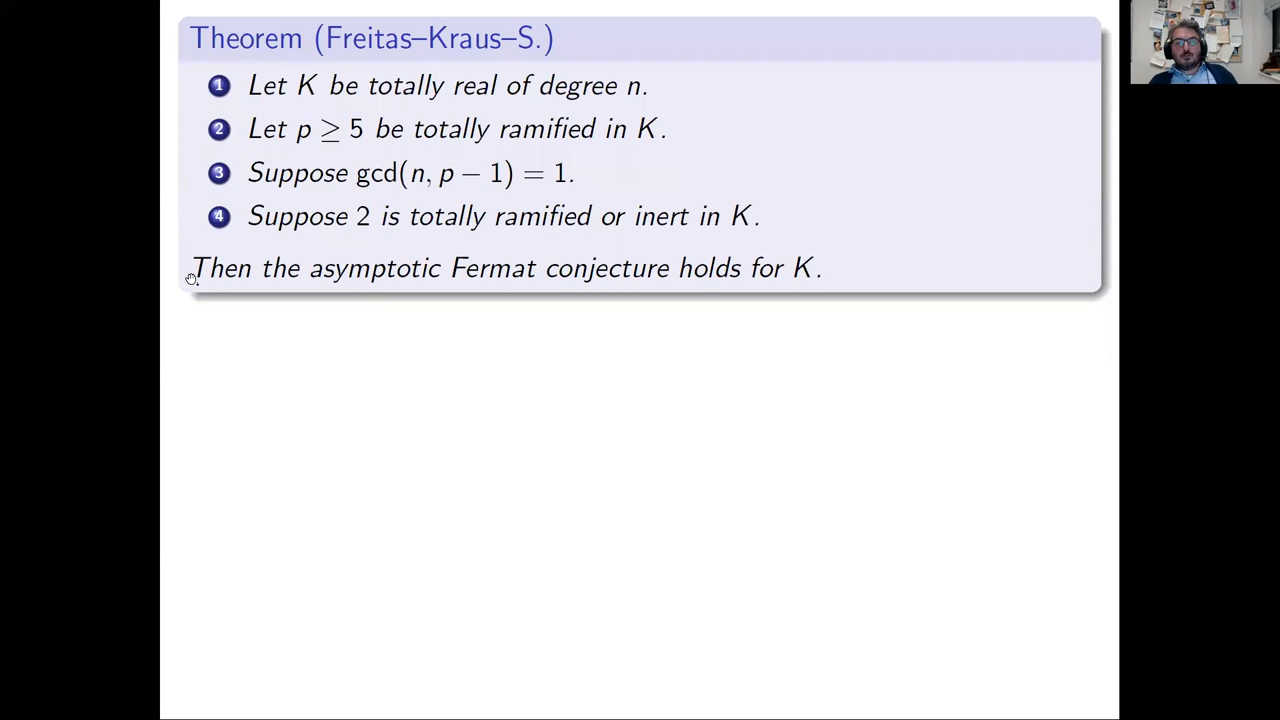 Theorem (Freitas–Kraus–S.)
1 Let K be totally real of degree n.
2 Let p ≥ 5 be totally ramified in K.
3 Suppose gcd(n, p − 1) = 1.
4 Suppose 2 is totally ramified or inert in K.
Then the asymptotic Fermat conjecture holds for K.